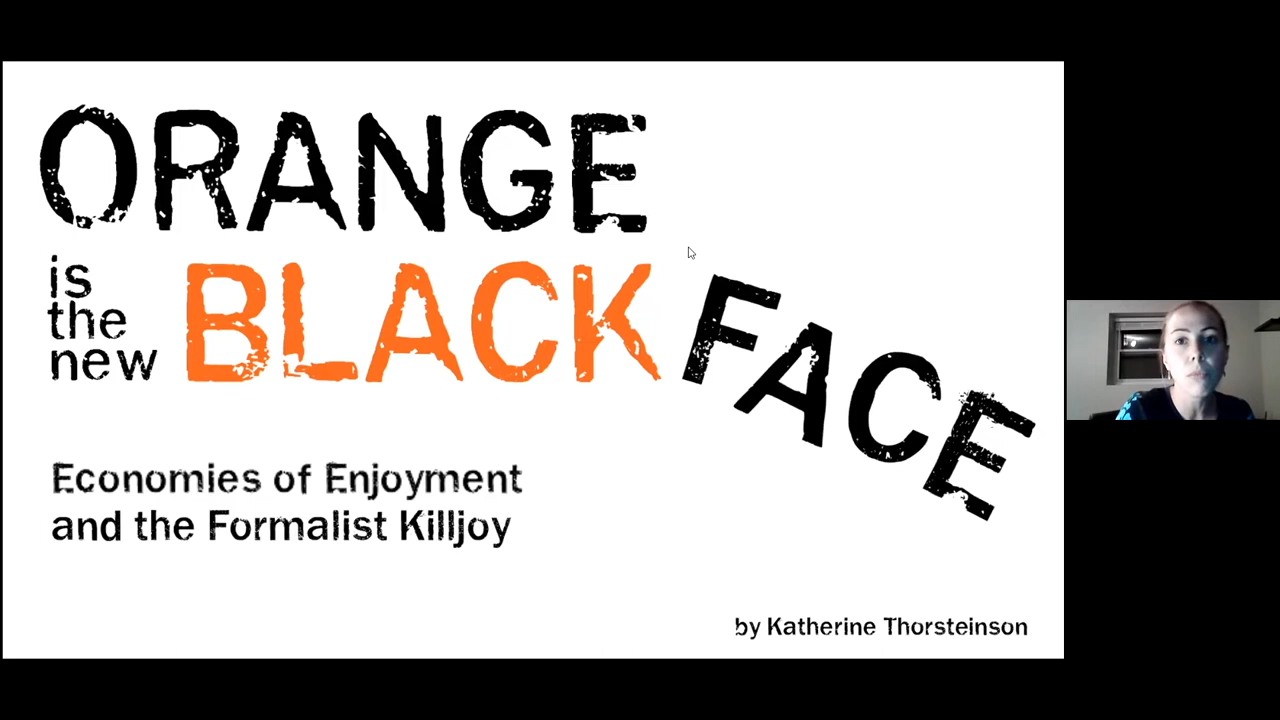 ORANGE
is
the
new
BLACK
FACE
Economies of Enjoyment
and the Formalist Killjoy
by Katherine Thorsteinson